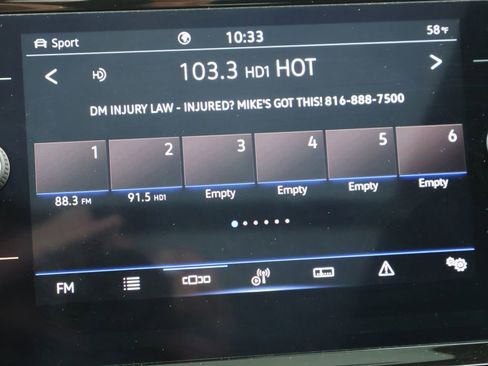 Sport 10:33 58°F
HD 103.3 HD1 HOT
DM INJURY LAW - INJURED? MIKE'S GOT THIS! 816-888-7500
1 2 3 4 5 6
88.3 FM 91.5 HD1 Empty Empty Empty Empty
FM